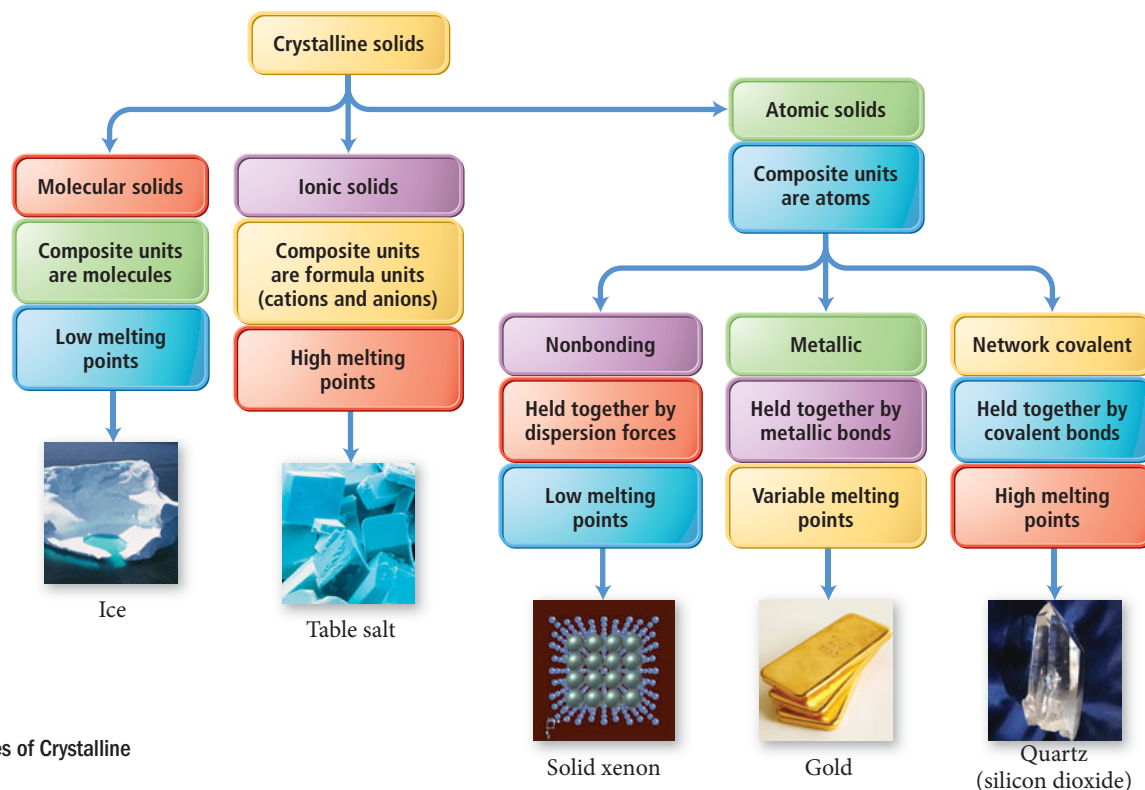 Crystalline solids
Atomic solids
Composite units
are atoms
Molecular solids
Composite units
are molecules
Low melting
points
Ice
Ionic solids
Composite units
are formula units
(cations and anions)
High melting
points
Table salt
Nonbonding
Held together by
dispersion forces
Low melting
points
Solid xenon
Metallic
Held together by
metallic bonds
Variable melting
points
Gold
Network covalent
Held together by
covalent bonds
High melting
points
Quartz
(silicon dioxide)
es of Crystalline